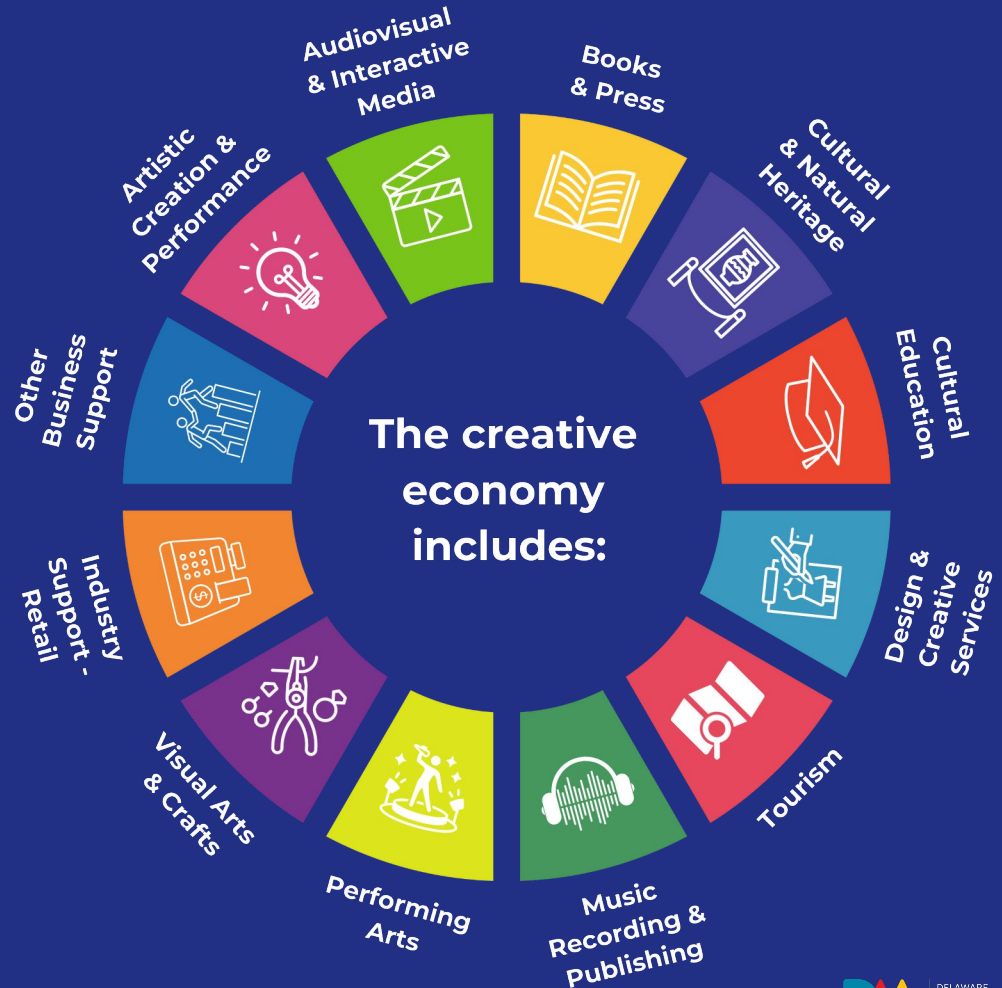 The creative
economy
includes:
Books
& Press
Cultural
& Natural
Heritage
Cultural
Education
Design &
Creative
Services
Tourism
Music
Recording &
Publishing
Performing
Arts
Visual Arts
& Crafts
Industry
Support -
Retail
Other
Business
Support
Artistic
Creation &
Performance
Audiovisual
& Interactive
Media
$
DELAWARE